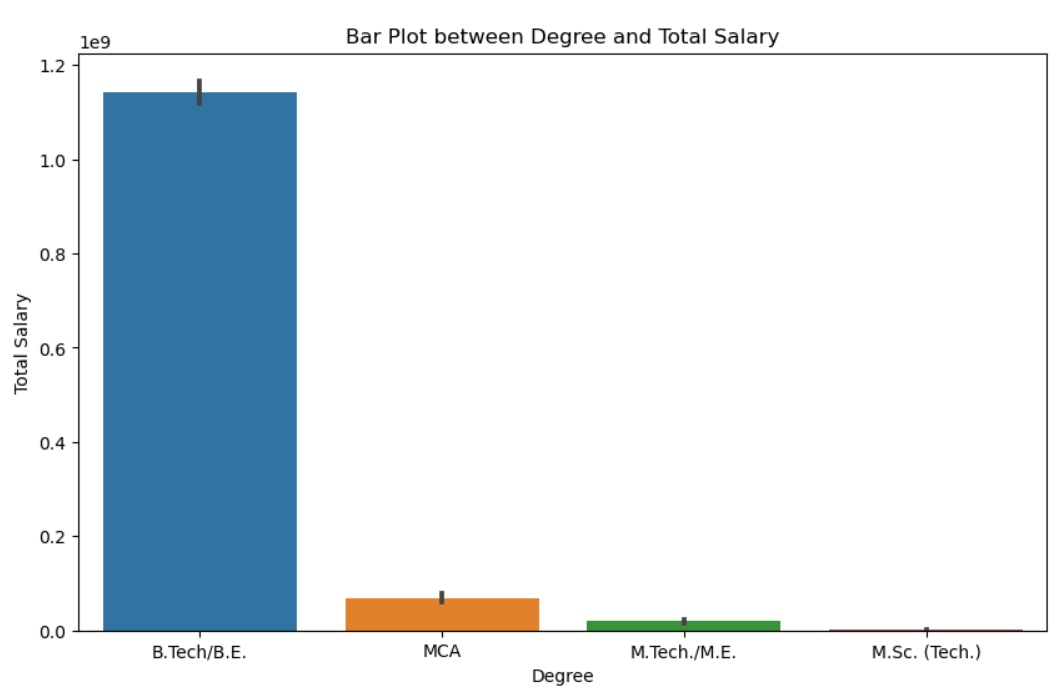 Bar Plot between Degree and Total Salary
1e9
1.2
1.0
0.8
0.6
0.4
0.2
0.0
Total Salary
B.Tech/B.E. MCA M.Tech./M.E. M.Sc. (Tech.)
Degree